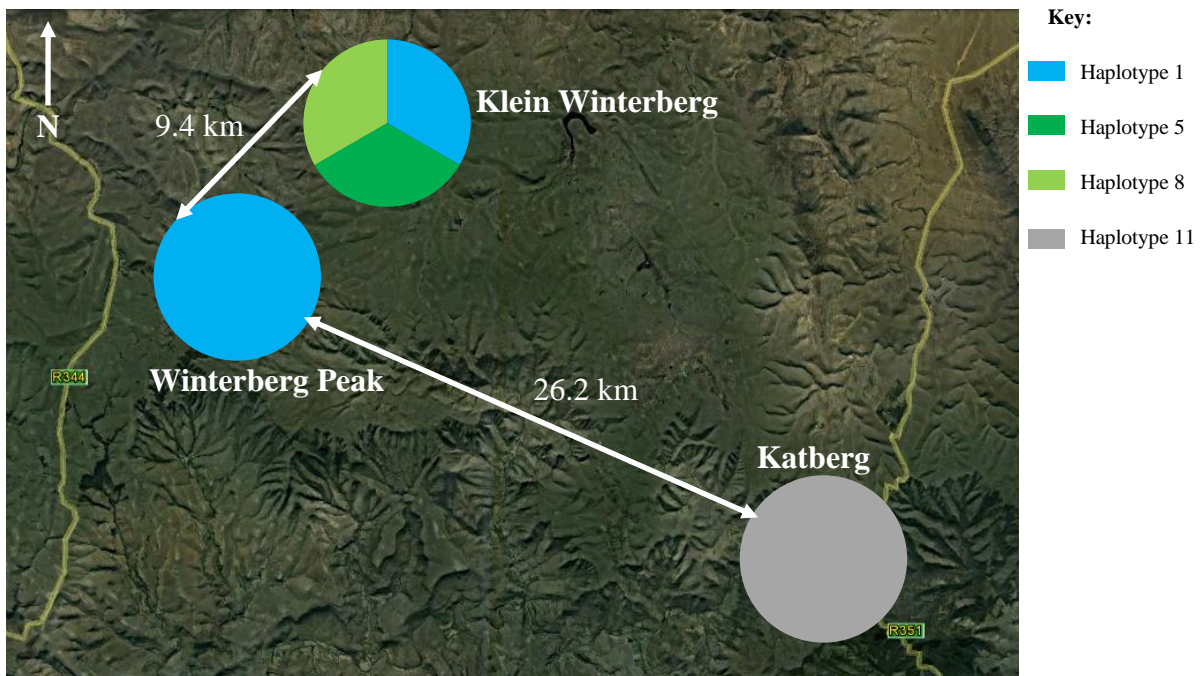 Key:
Haplotype 1
Haplotype 5
Haplotype 8
Haplotype 11
N
Klein Winterberg
9.4 km
Winterberg Peak
R344
26.2 km
Katberg
R351